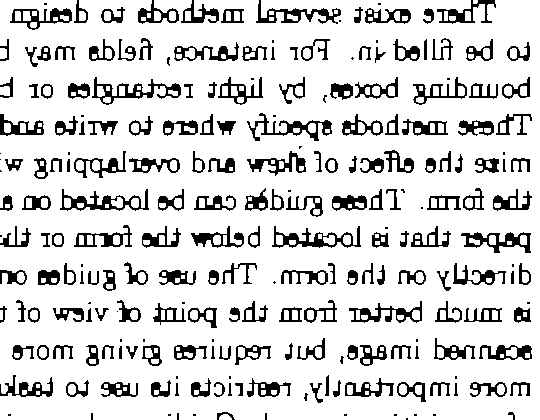 There exist several methods to design
to be filled in. For instance, fields may b
bounding boxes, by light rectangles or b
These methods specify where to write and
mize the effect of skew and overlapping wi
the form. These guides can be located on a
paper that is located below the form or th
directly on the form. The use of guides on
is much better from the point of view of t
scanned image, but requires giving more
more importantly, restricts its use to task